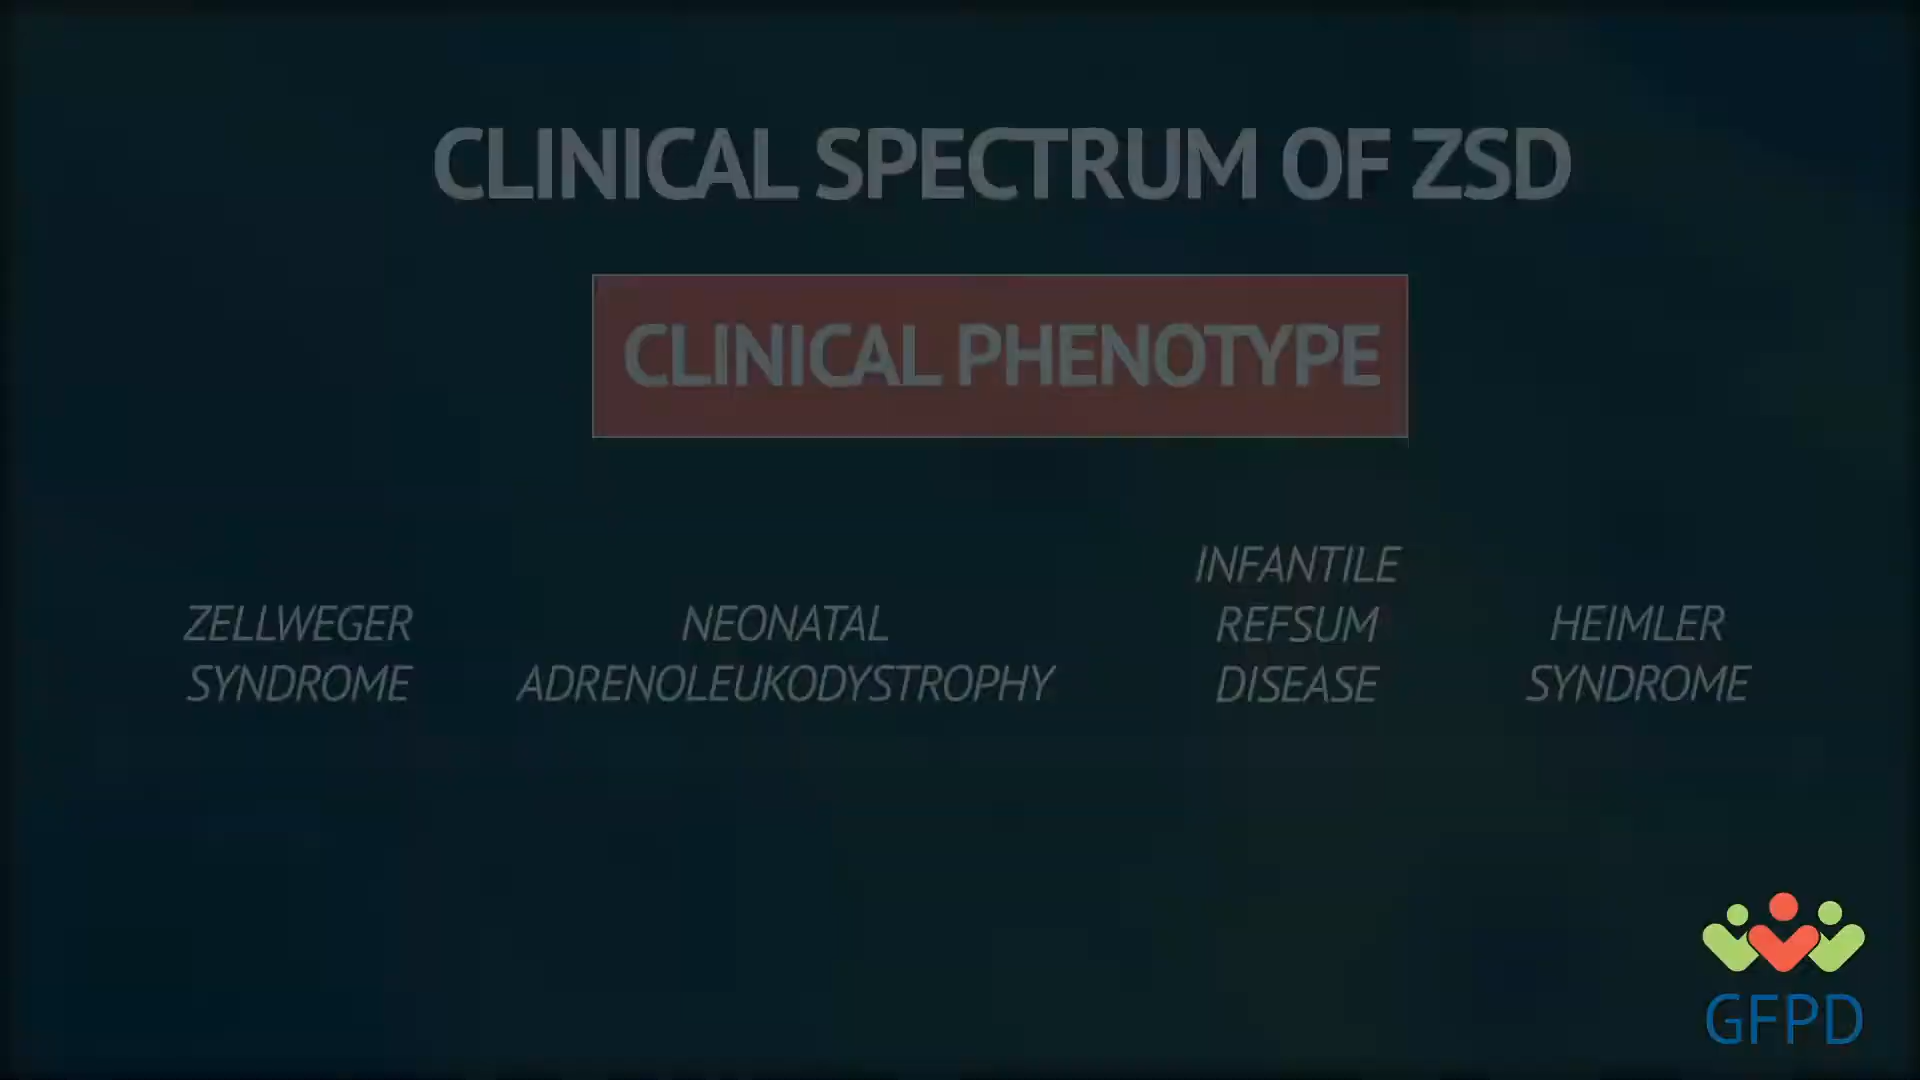 CLINICAL SPECTRUM OF ZSD
CLINICAL PHENOTYPE
ZELLWEGER
SYNDROME
NEONATAL
ADRENOLEUKODYSTROPHY
INFANTILE
REFSUM
DISEASE
HEIMLER
SYNDROME
GFPD